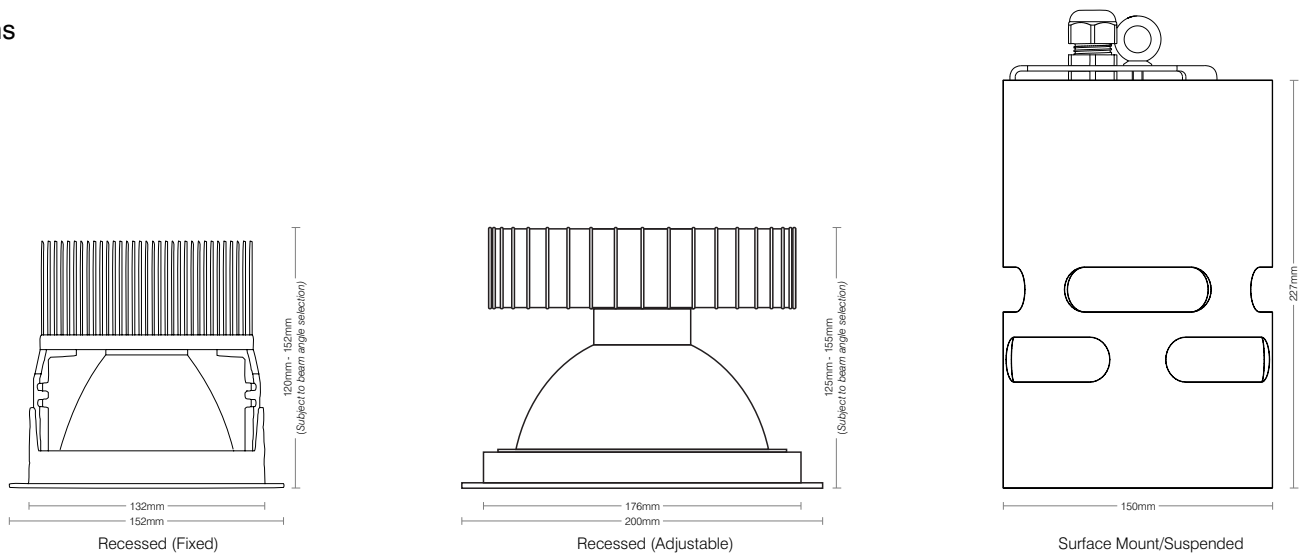 ns
120mm - 152mm
(Subject to beam angle selection)
132mm
152mm
Recessed (Fixed)
125mm - 155mm
(Subject to beam angle selection)
176mm
200mm
Recessed (Adjustable)
227mm
150mm
Surface Mount/Suspended